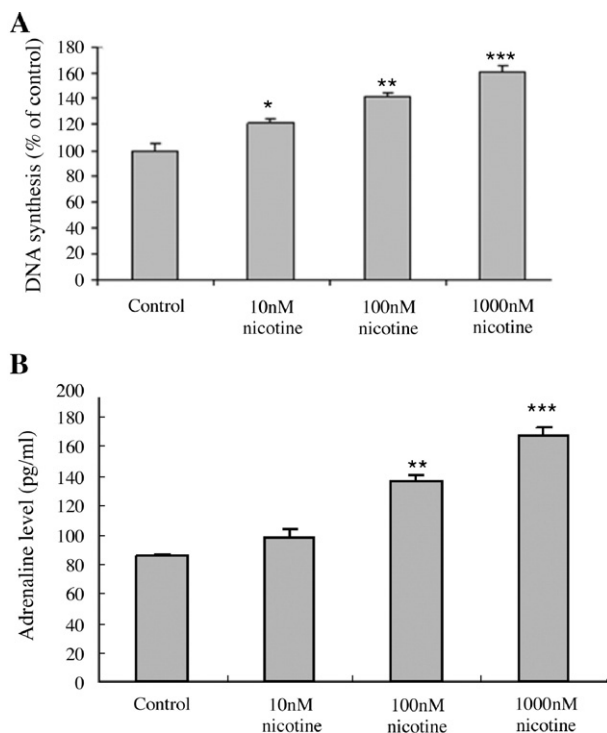 A
DNA synthesis (% of control)
180
160
140
120
100
80
60
40
20
0
*
**
***
Control
10nM
nicotine
100nM
nicotine
1000nM
nicotine
B
Adrenaline level (pg/ml)
200
180
160
140
120
100
80
60
40
20
0
**
***
Control
10nM
nicotine
100nM
nicotine
1000nM
nicotine